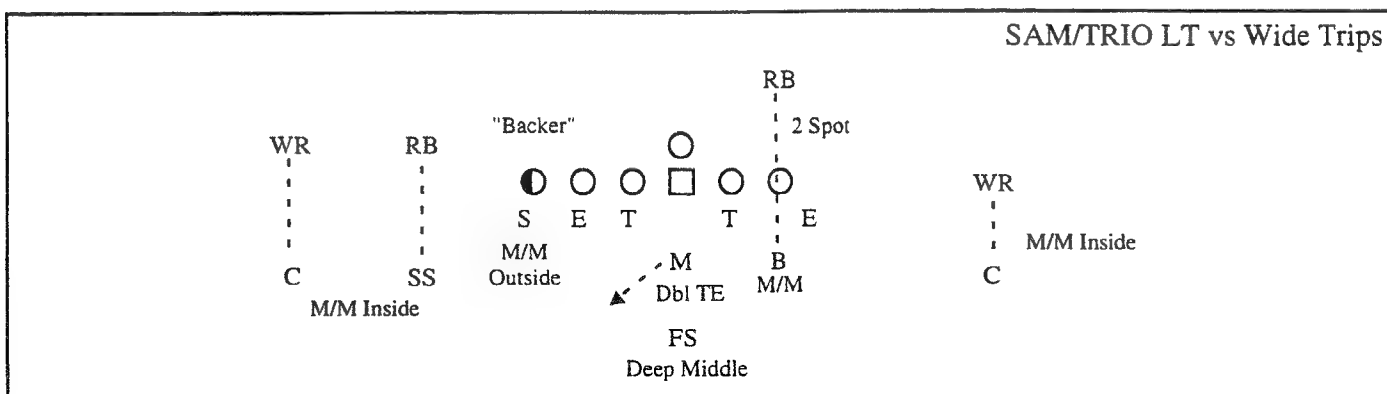 SAM/TRIO LT vs Wide Trips
RB
"Backer" 2 Spot
WR RB
WR
S E T T E
M/M Outside
M/M Inside
C SS M B C
Dbl TE M/M
M/M Inside
FS
Deep Middle